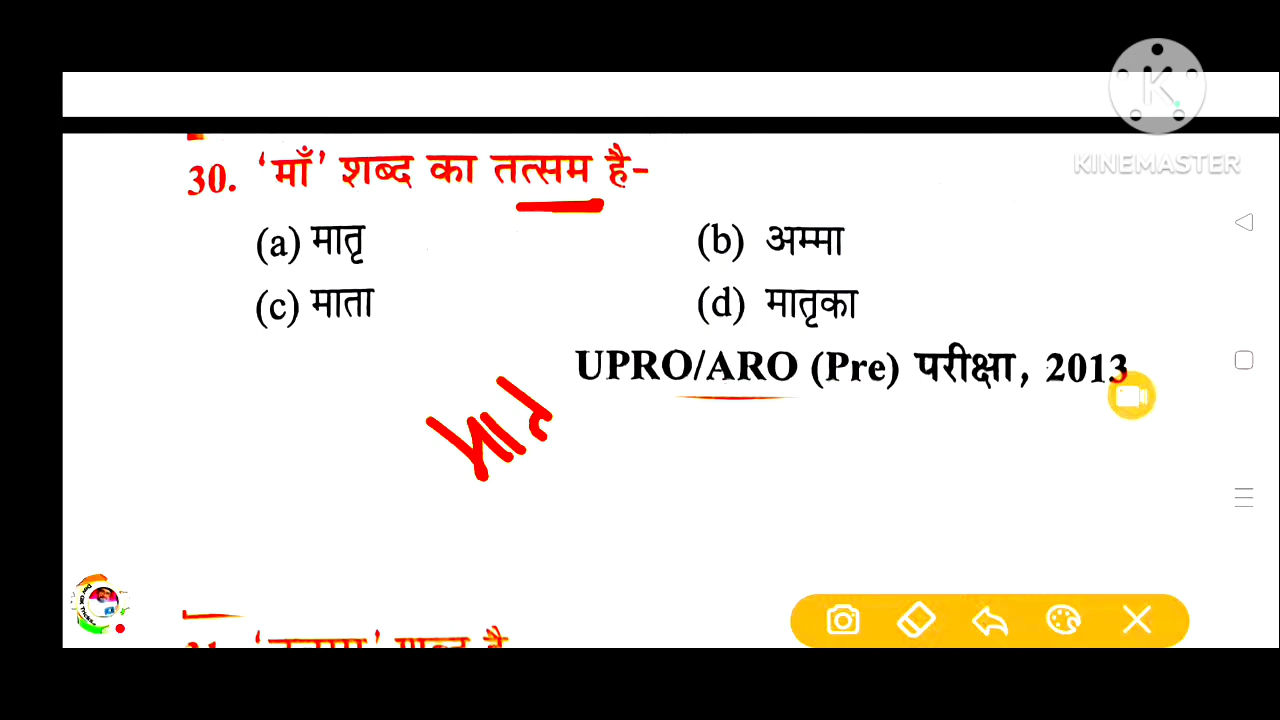 KINEMASTER
30. ‘माँ’ शब्द का तत्सम है-
(a) मातृ (b) अम्मा
(c) माता (d) मातृका
UPRO/ARO (Pre) परीक्षा, 2013
मात